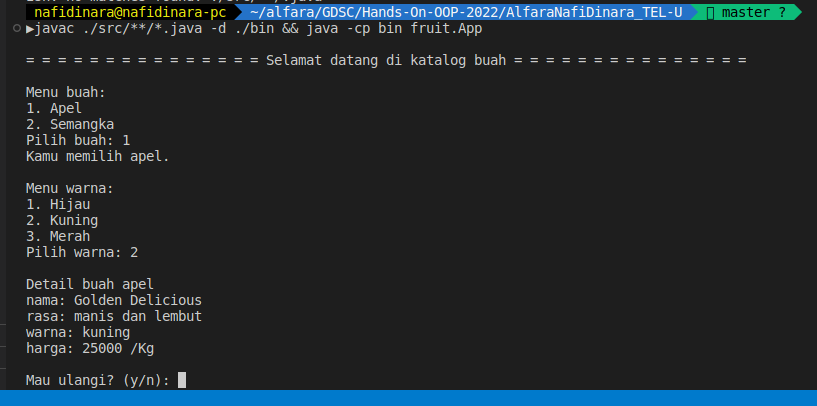 nafidinara@nafidinara-pc ~/alfara/GDSC/Hands-On-OOP-2022/AlfaraNafiDinara_TEL-U master ?
▶javac ./src/**/*.java -d ./bin && java -cp bin fruit.App
= = = = = = = = = = = = = = = Selamat datang di katalog buah = = = = = = = = = = = = = = =
Menu buah:
1. Apel
2. Semangka
Pilih buah: 1
Kamu memilih apel.
Menu warna:
1. Hijau
2. Kuning
3. Merah
Pilih warna: 2
Detail buah apel
nama: Golden Delicious
rasa: manis dan lembut
warna: kuning
harga: 25000 /Kg
Mau ulangi? (y/n):